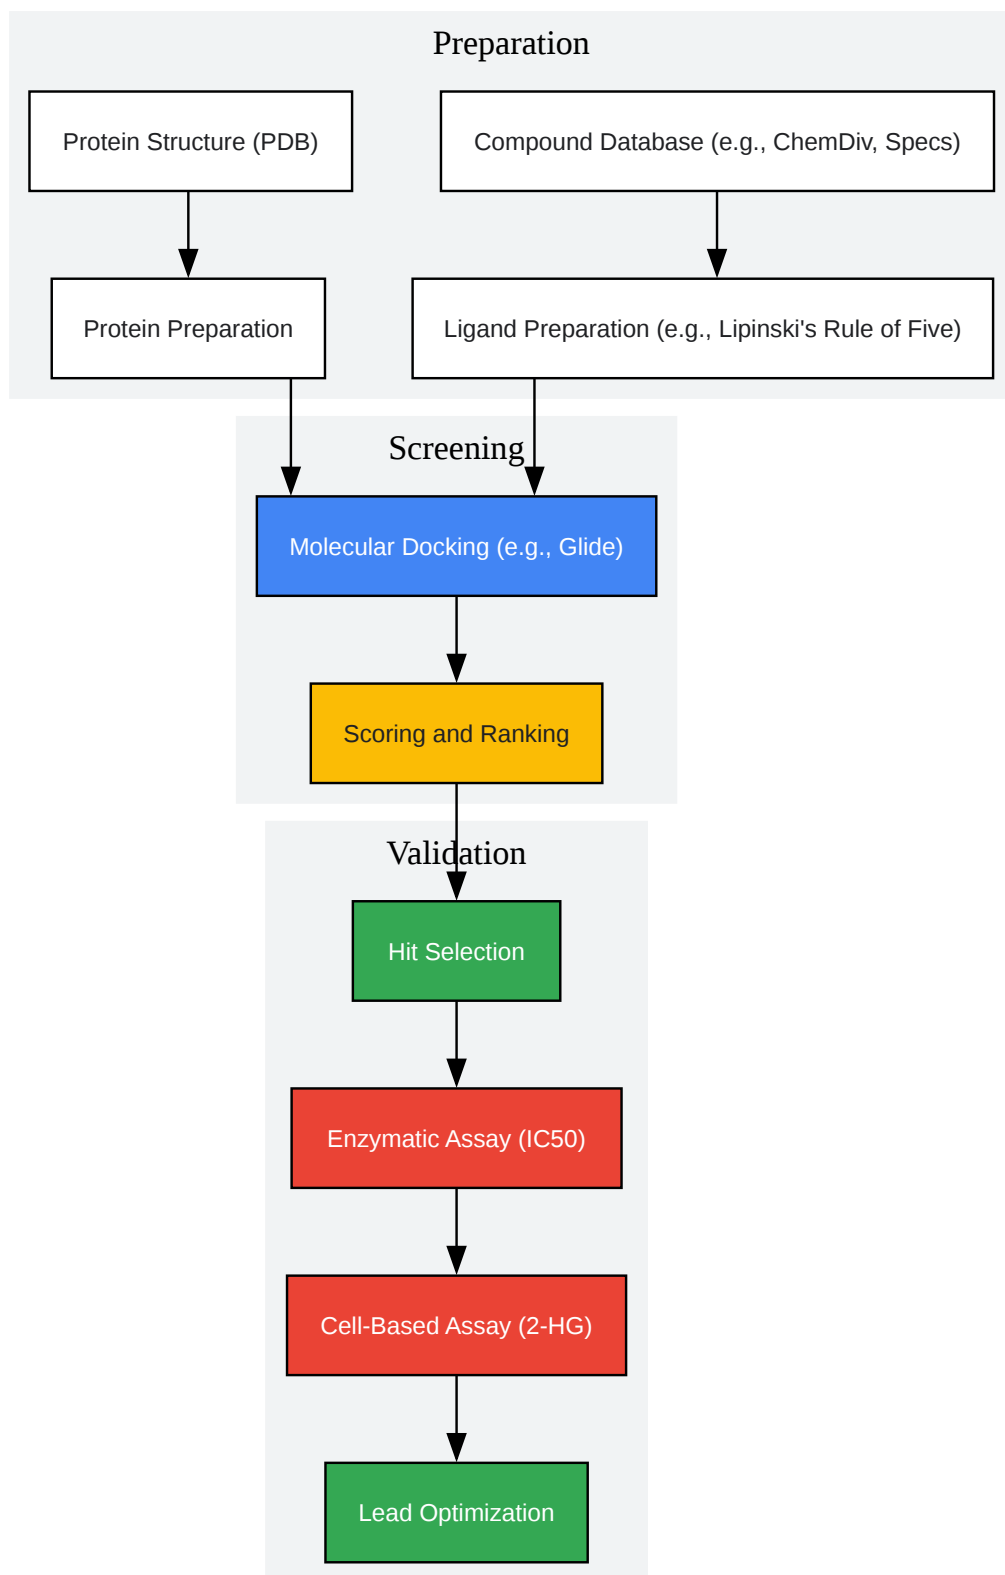 Preparation
Protein Structure (PDB)
Compound Database (e.g., ChemDiv, Specs)
Protein Preparation
Ligand Preparation (e.g., Lipinski's Rule of Five)
Screening
Molecular Docking (e.g., Glide)
Scoring and Ranking
Validation
Hit Selection
Enzymatic Assay (IC50)
Cell-Based Assay (2-HG)
Lead Optimization